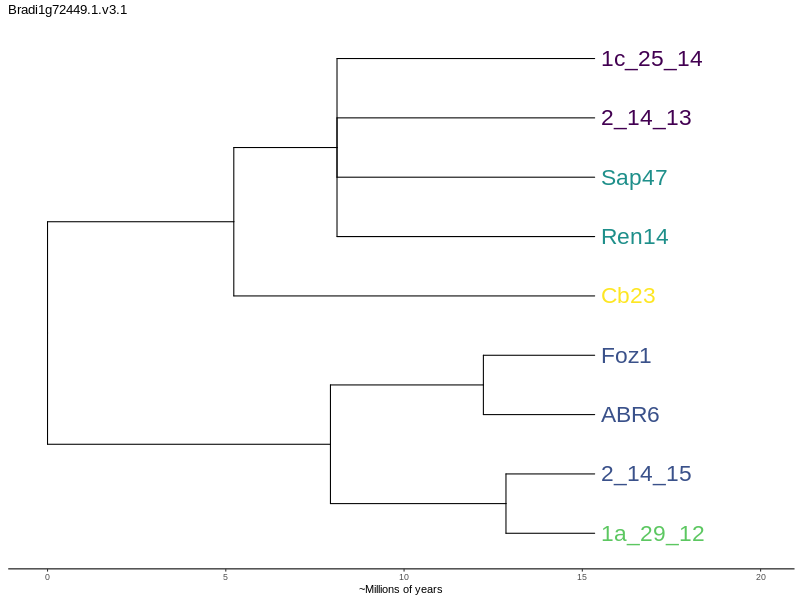 Bradi1g72449.1.v3.1
1c_25_14
2_14_13
Sap47
Ren14
Cb23
Foz1
ABR6
2_14_15
1a_29_12
0 5 10 15 20
~Millions of years